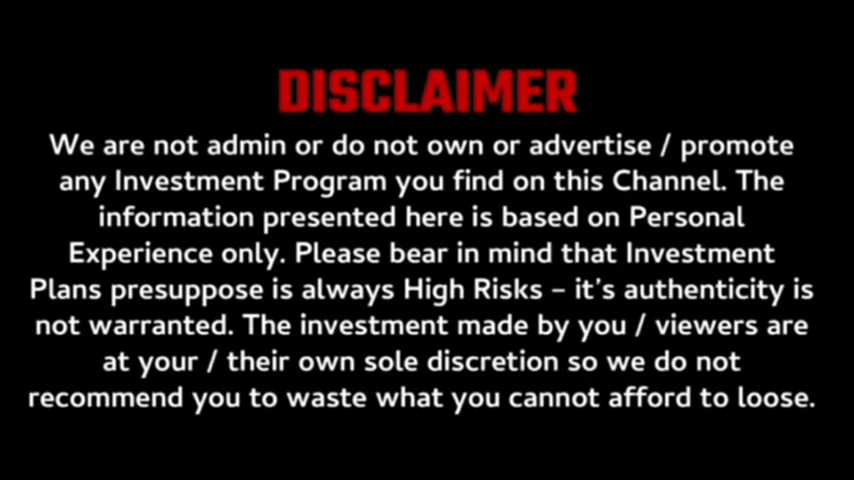 DISCLAIMER
We are not admin or do not own or advertise / promote
any Investment Program you find on this Channel. The
information presented here is based on Personal
Experience only. Please bear in mind that Investment
Plans presuppose is always High Risks – it's authenticity is
not warranted. The investment made by you / viewers are
at your / their own sole discretion so we do not
recommend you to waste what you cannot afford to loose.